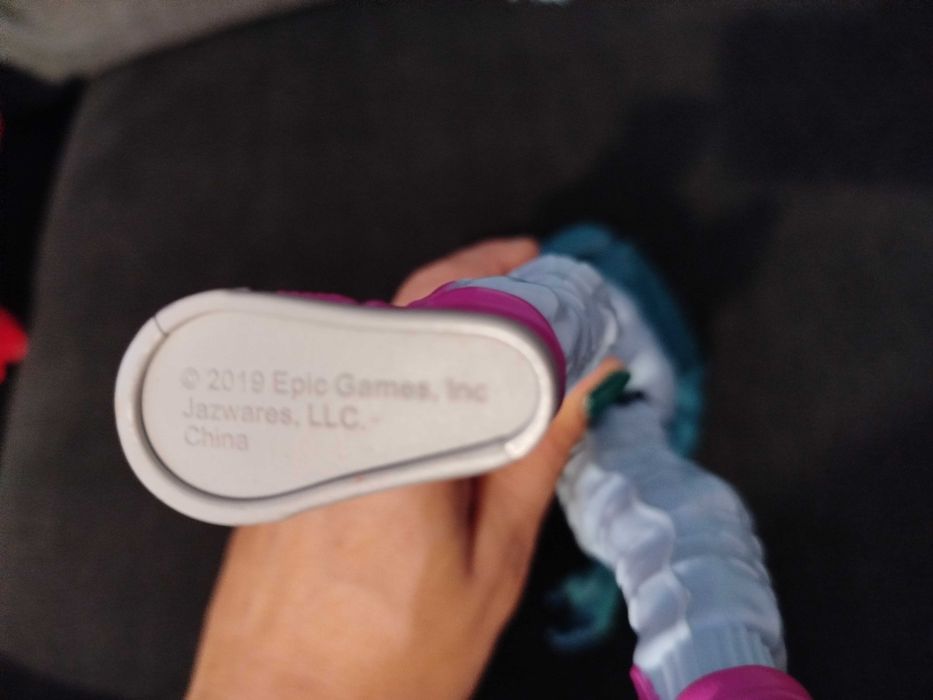 © 2019 Epic Games, Inc
Jazwares, LLC. -
China